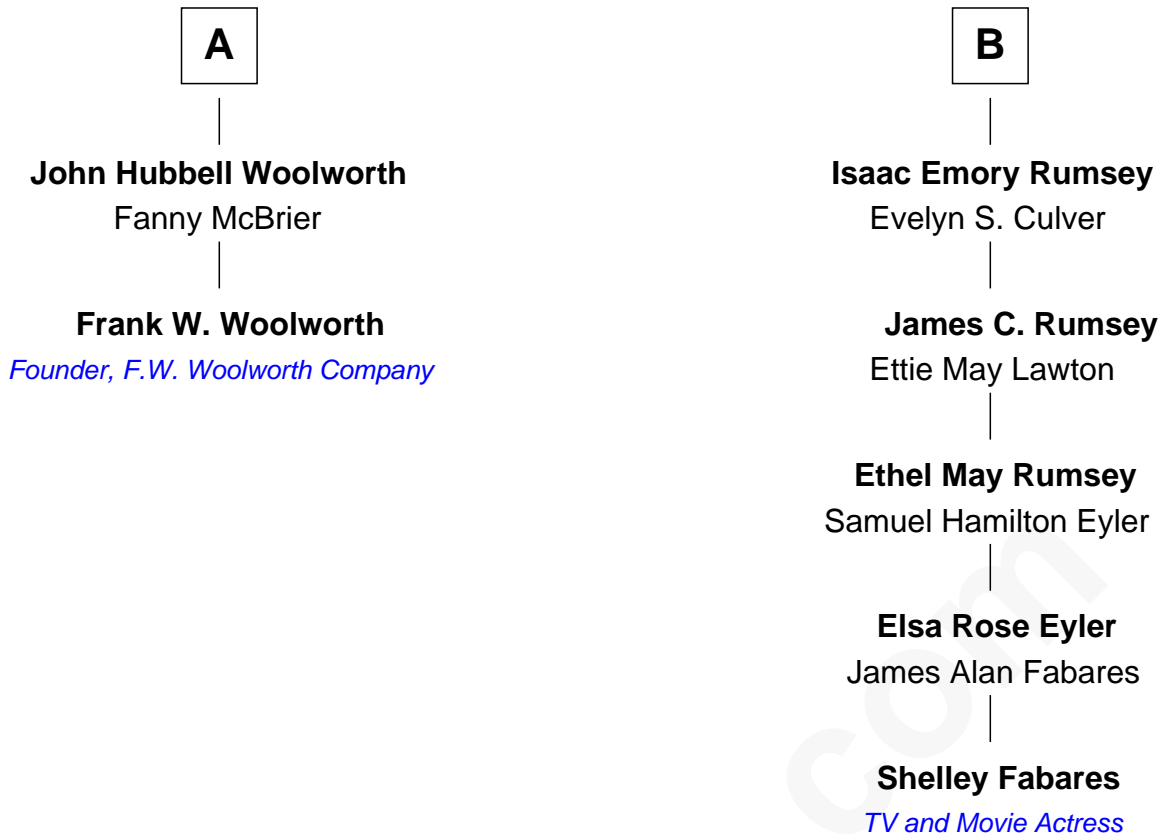 A
John Hubbell Woolworth
Fanny McBrier
Frank W. Woolworth
Founder, F.W. Woolworth Company
B
Isaac Emory Rumsey
Evelyn S. Culver
James C. Rumsey
Ettie May Lawton
Ethel May Rumsey
Samuel Hamilton Eyler
Elsa Rose Eyler
James Alan Fabares
Shelley Fabares
TV and Movie Actress
com